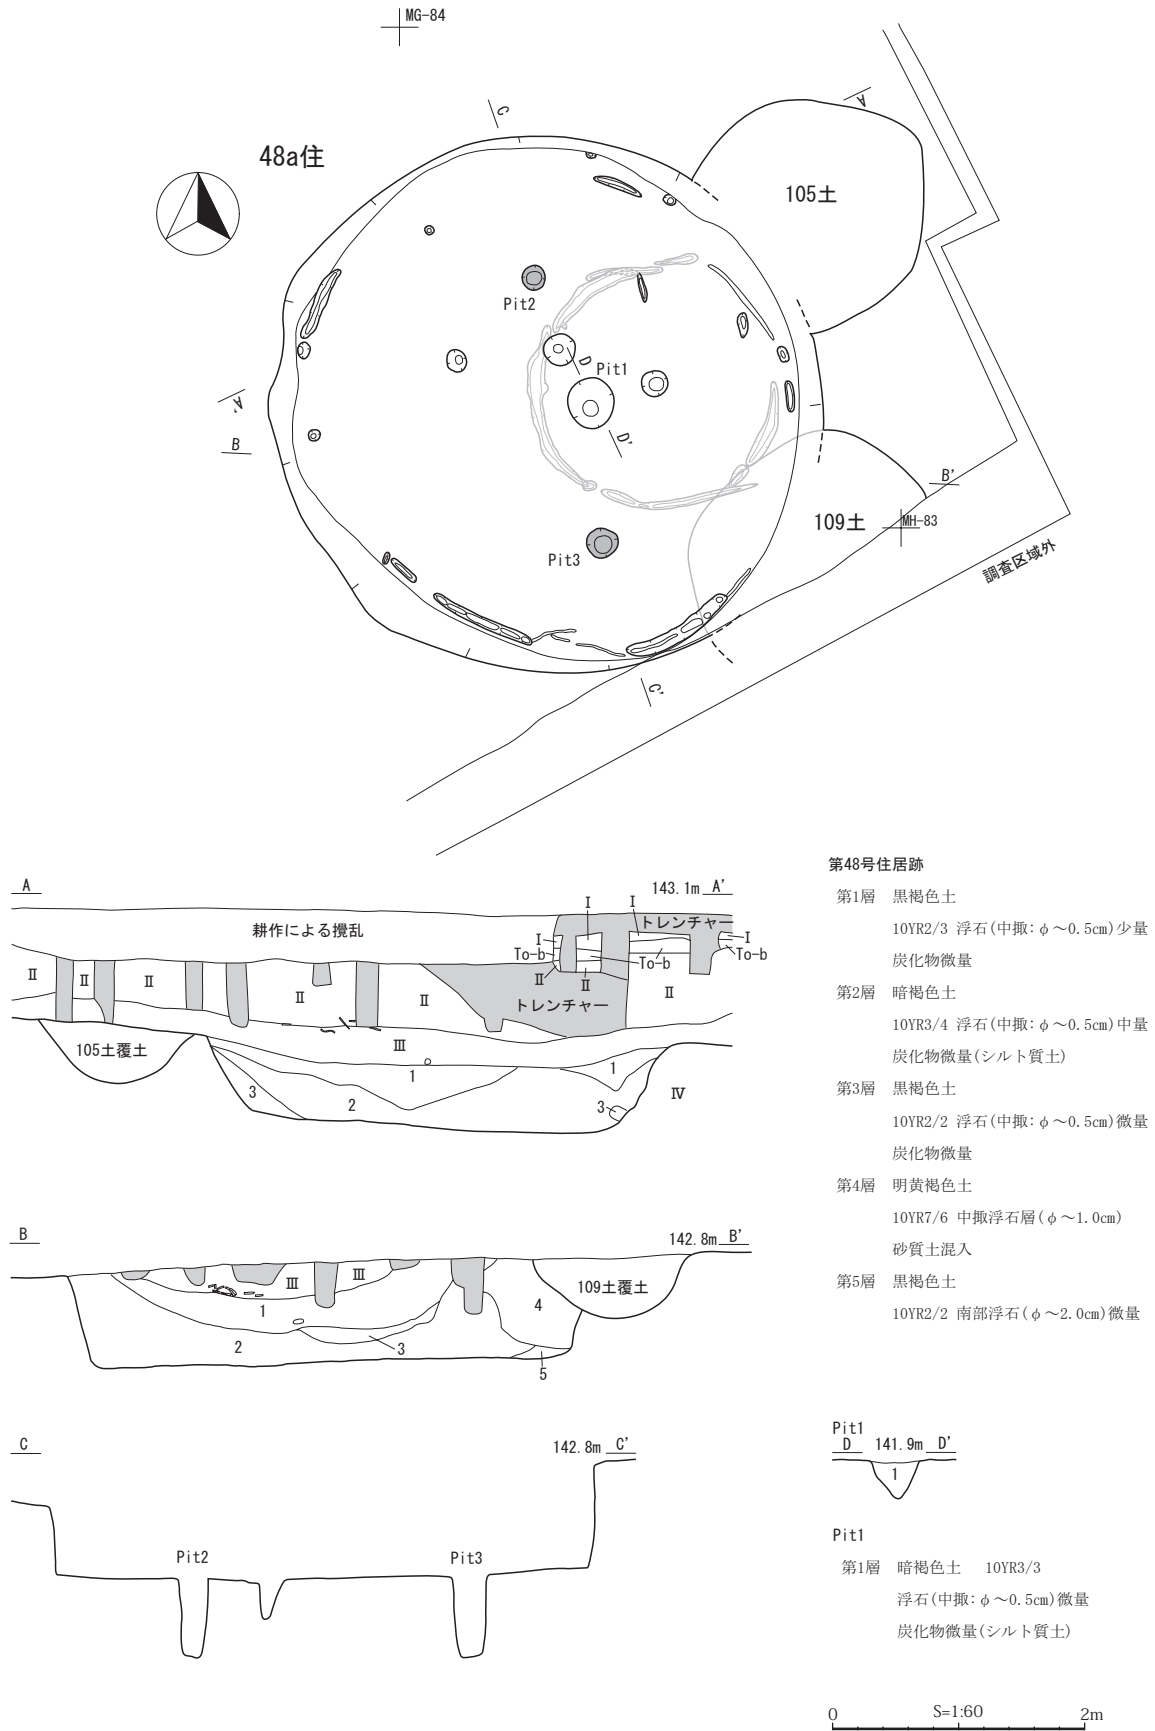 MG-84
C
A
48a住
105土
Pit2
D
Pit1
A'
D'
B
B'
109土
MH-83
Pit3
調査区域外
C'
A
143.1m A'
I
I
耕作による攪乱
トレンチャー
I
I
To-b
To-b
To-b
II
II
II
II
II
II
II
II
トレンチャー
III
105土覆土
1
1
3
2
3
IV
B
142.8m B'
III
III
109土覆土
1
4
2
3
5
C
142.8m C'
Pit2
Pit3
第48号住居跡
第1層 黒褐色土
10YR2/3 浮石(中掫:φ～0.5cm)少量
炭化物微量
第2層 暗褐色土
10YR3/4 浮石(中掫:φ～0.5cm)中量
炭化物微量(シルト質土)
第3層 黒褐色土
10YR2/2 浮石(中掫:φ～0.5cm)微量
炭化物微量
第4層 明黄褐色土
10YR7/6 中掫浮石層(φ～1.0cm)
砂質土混入
第5層 黒褐色土
10YR2/2 南部浮石(φ～2.0cm)微量
Pit1
D 141.9m D'
1
Pit1
第1層 暗褐色土 10YR3/3
浮石(中掫:φ～0.5cm)微量
炭化物微量(シルト質土)
0 S=1:60 2m